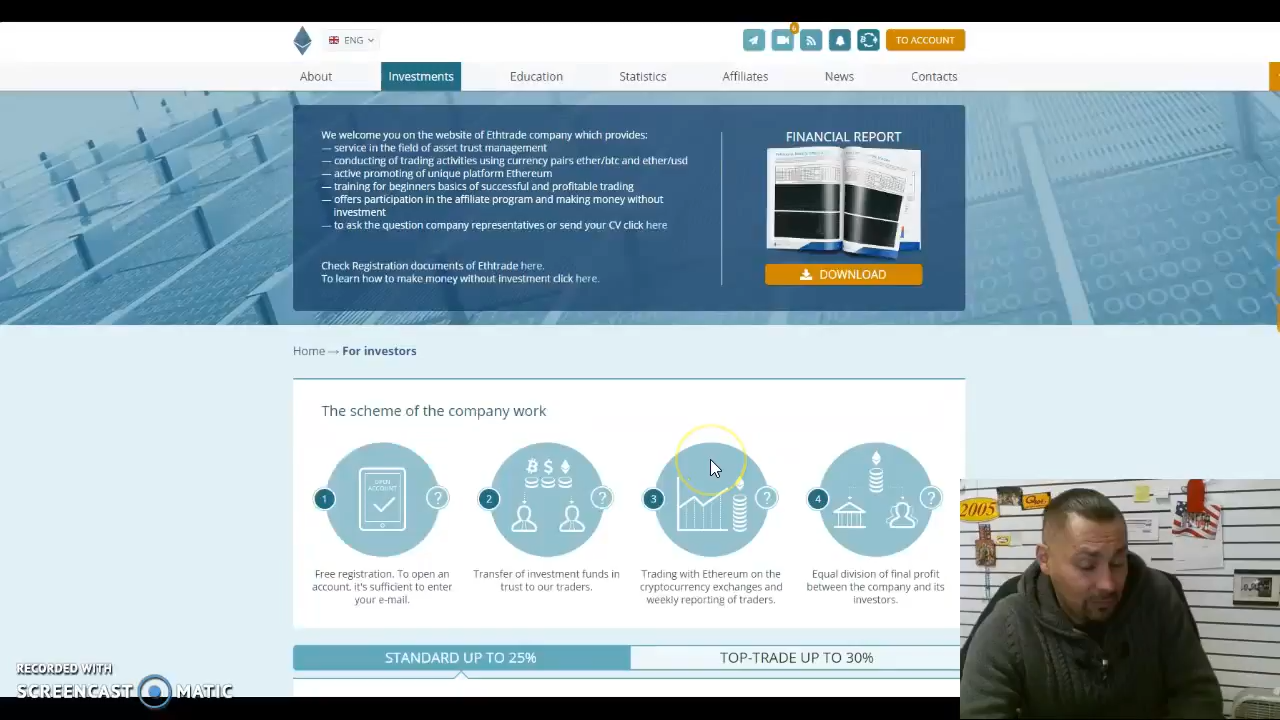 ENG
6
TO ACCOUNT
About
Investments
Education
Statistics
Affiliates
News
Contacts
We welcome you on the website of Ethtrade company which provides:
— service in the field of asset trust management
— conducting of trading activities using currency pairs ether/btc and ether/usd
— active promoting of unique platform Ethereum
— training for beginners basics of successful and profitable trading
— offers participation in the affiliate program and making money without
investment
— to ask the question company representatives or send your CV click here
Check Registration documents of Ethtrade here.
To learn how to make money without investment click here.
FINANCIAL REPORT
DOWNLOAD
Home → For investors
The scheme of the company work
1
OPEN
ACCOUNT
?
2
?
3
?
4
?
Free registration. To open an
account, it's sufficient to enter
your e-mail.
Transfer of investment funds in
trust to our traders.
Trading with Ethereum on the
cryptocurrency exchanges and
weekly reporting of traders.
Equal division of final profit
between the company and its
investors.
STANDARD UP TO 25%
TOP-TRADE UP TO 30%
RECORDED WITH
SCREENCAST MATIC
2005